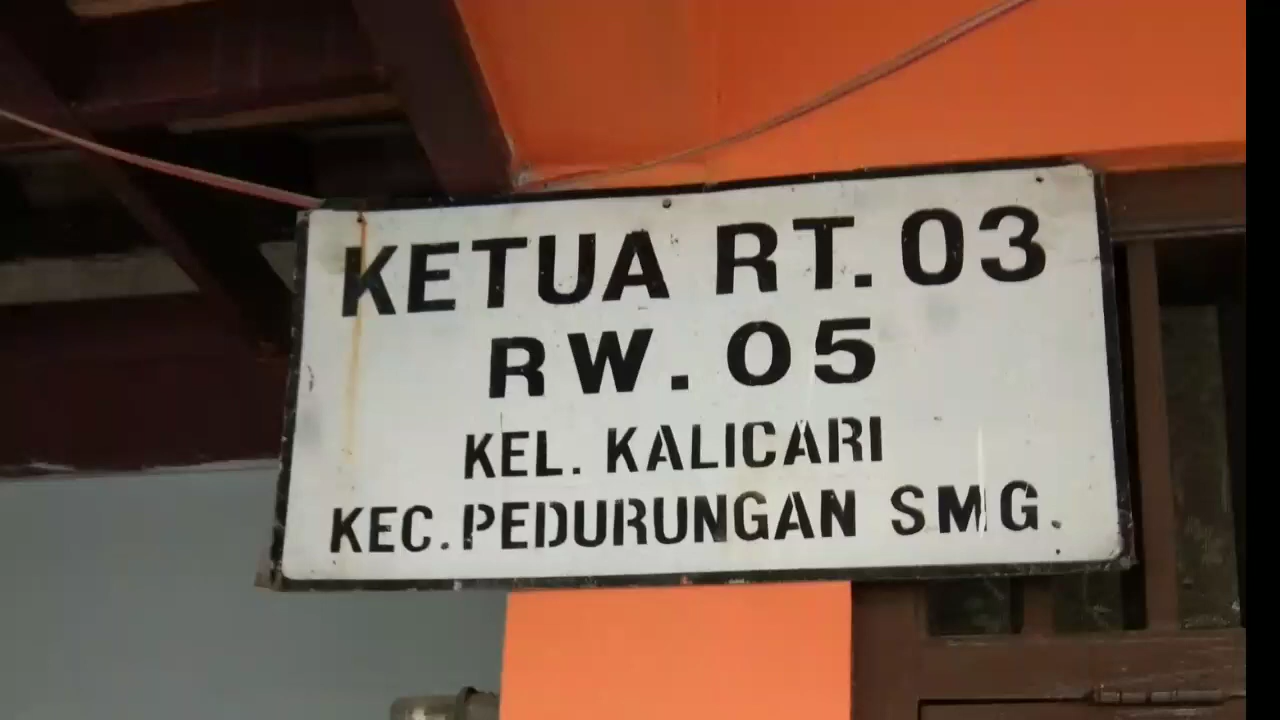 KETUA RT. 03
RW. 05
KEL. KALICARI
KEC. PEDURUNGAN SMG.